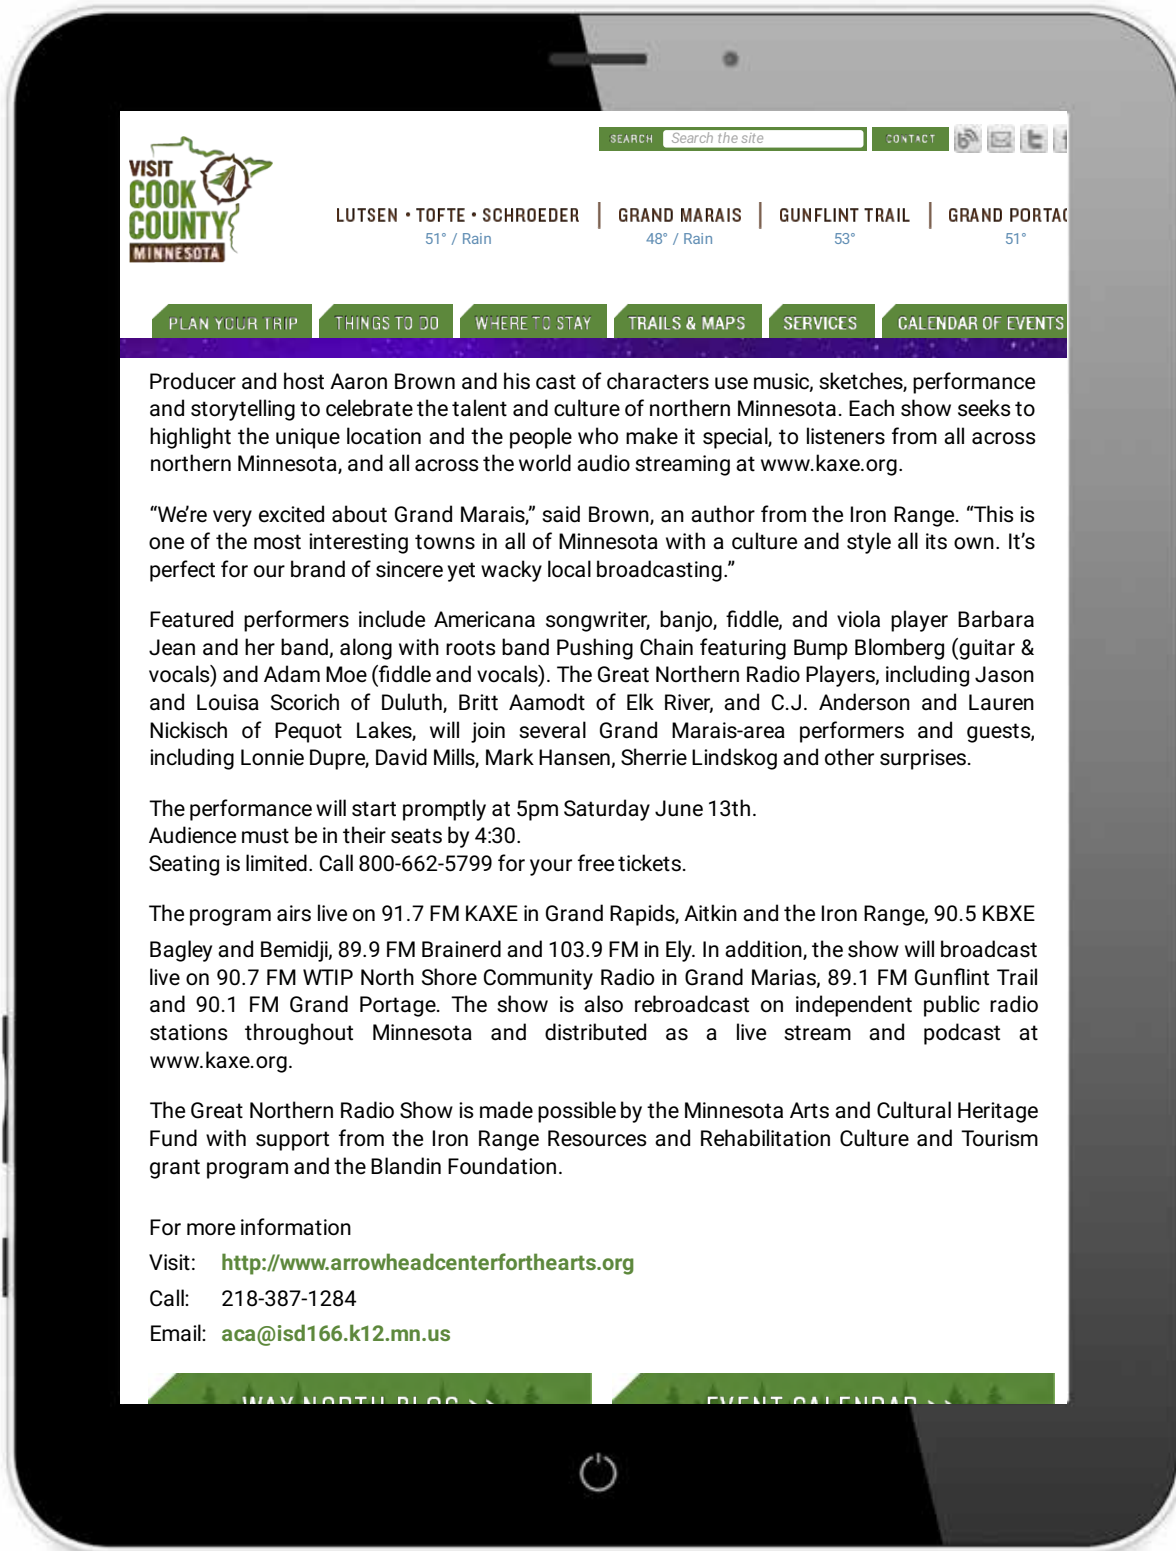 SEARCH Search the site CONTACT
VISIT
COOK
COUNTY
MINNESOTA
LUTSEN • TOFTE • SCHROEDER | GRAND MARAIS | GUNFLINT TRAIL | GRAND PORTAG
51° / Rain 48° / Rain 53° 51°
PLAN YOUR TRIP THINGS TO DO WHERE TO STAY TRAILS & MAPS SERVICES CALENDAR OF EVENTS
Producer and host Aaron Brown and his cast of characters use music, sketches, performance
and storytelling to celebrate the talent and culture of northern Minnesota. Each show seeks to
highlight the unique location and the people who make it special, to listeners from all across
northern Minnesota, and all across the world audio streaming at www.kaxe.org.
“We’re very excited about Grand Marais,” said Brown, an author from the Iron Range. “This is
one of the most interesting towns in all of Minnesota with a culture and style all its own. It’s
perfect for our brand of sincere yet wacky local broadcasting.”
Featured performers include Americana songwriter, banjo, fiddle, and viola player Barbara
Jean and her band, along with roots band Pushing Chain featuring Bump Blomberg (guitar &
vocals) and Adam Moe (fiddle and vocals). The Great Northern Radio Players, including Jason
and Louisa Scorich of Duluth, Britt Aamodt of Elk River, and C.J. Anderson and Lauren
Nickisch of Pequot Lakes, will join several Grand Marais-area performers and guests,
including Lonnie Dupre, David Mills, Mark Hansen, Sherrie Lindskog and other surprises.
The performance will start promptly at 5pm Saturday June 13th.
Audience must be in their seats by 4:30.
Seating is limited. Call 800-662-5799 for your free tickets.
The program airs live on 91.7 FM KAXE in Grand Rapids, Aitkin and the Iron Range, 90.5 KBXE
Bagley and Bemidji, 89.9 FM Brainerd and 103.9 FM in Ely. In addition, the show will broadcast
live on 90.7 FM WTIP North Shore Community Radio in Grand Marias, 89.1 FM Gunflint Trail
and 90.1 FM Grand Portage. The show is also rebroadcast on independent public radio
stations throughout Minnesota and distributed as a live stream and podcast at
www.kaxe.org.
The Great Northern Radio Show is made possible by the Minnesota Arts and Cultural Heritage
Fund with support from the Iron Range Resources and Rehabilitation Culture and Tourism
grant program and the Blandin Foundation.
For more information
Visit: http://www.arrowheadcenterforthearts.org
Call: 218-387-1284
Email: aca@isd166.k12.mn.us
WAY NORTH BLOG >> EVENT CALENDAR >>